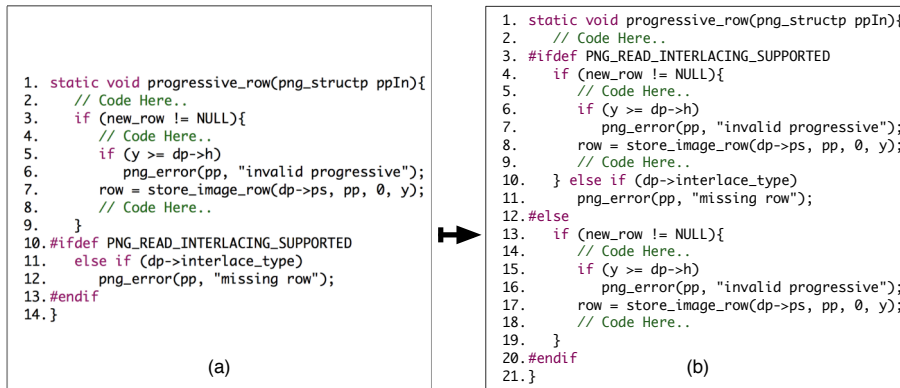 1. static void progressive_row(png_structp ppIn){
2. // Code Here..
3. if (new_row != NULL){
4. // Code Here..
5. if (y >= dp->h)
6. png_error(pp, "invalid progressive");
7. row = store_image_row(dp->ps, pp, 0, y);
8. // Code Here..
9. }
10. #ifdef PNG_READ_INTERLACING_SUPPORTED
11. else if (dp->interlace_type)
12. png_error(pp, "missing row");
13. #endif
14. }
(a)
1. static void progressive_row(png_structp ppIn){
2. // Code Here..
3. #ifdef PNG_READ_INTERLACING_SUPPORTED
4. if (new_row != NULL){
5. // Code Here..
6. if (y >= dp->h)
7. png_error(pp, "invalid progressive");
8. row = store_image_row(dp->ps, pp, 0, y);
9. // Code Here..
10. } else if (dp->interlace_type)
11. png_error(pp, "missing row");
12. #else
13. if (new_row != NULL){
14. // Code Here..
15. if (y >= dp->h)
16. png_error(pp, "invalid progressive");
17. row = store_image_row(dp->ps, pp, 0, y);
18. // Code Here..
19. }
20. #endif
21. }
(b)